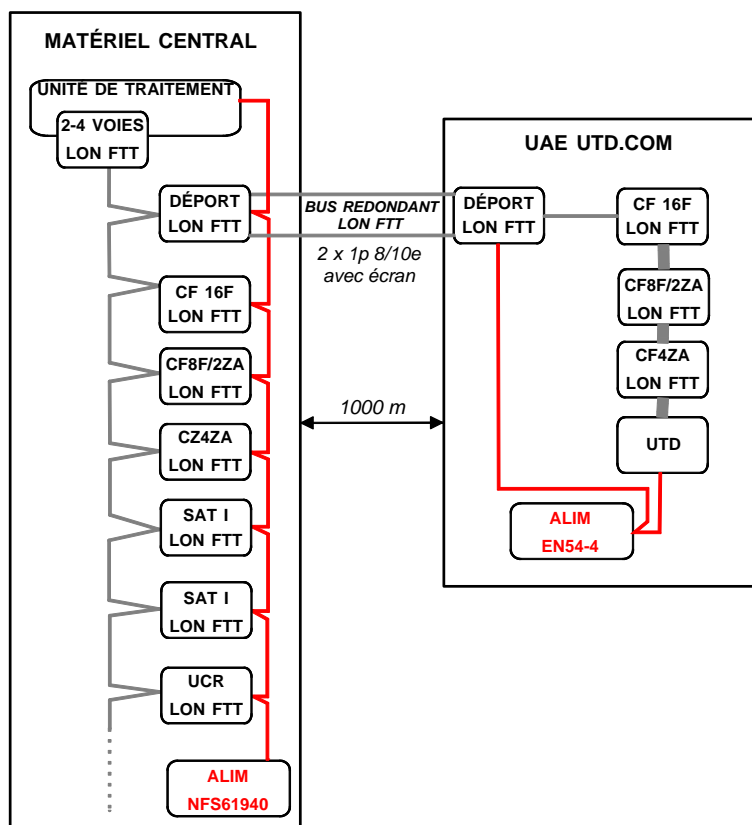 MATÉRIEL CENTRAL
UNITÉ DE TRAITEMENT
2-4 VOIES
LON FTT
DÉPORT
LON FTT
CF 16F
LON FTT
CF8F/2ZA
LON FTT
CZ4ZA
LON FTT
SAT I
LON FTT
SAT I
LON FTT
UCR
LON FTT
ALIM
NFS61940
BUS REDONDANT
LON FTT
2 x 1p 8/10e
avec écran
1000 m
UAE UTD.COM
DÉPORT
LON FTT
CF 16F
LON FTT
CF8F/2ZA
LON FTT
CF4ZA
LON FTT
UTD
ALIM
EN54-4